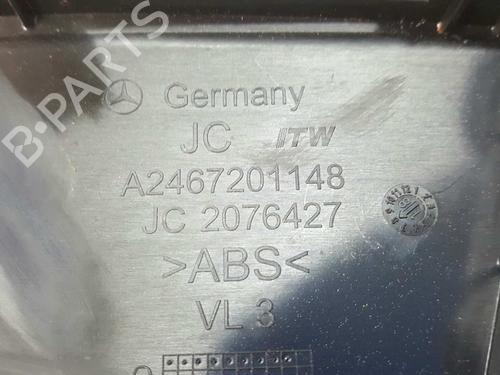 B-PARTS
Germany
JC ITW
A2467201148
JC 2076427
>ABS<
VL 3